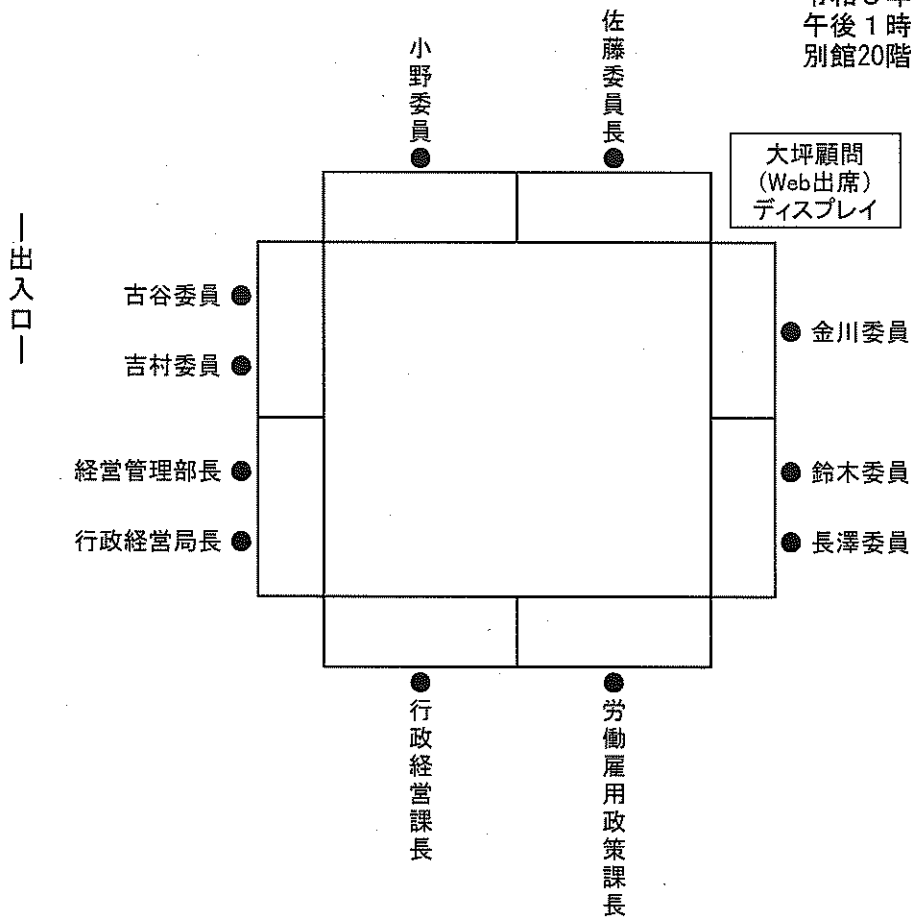 午後1時
別館20階
佐藤委員長
小野委員
大坪顧問
(Web出席)
ディスプレイ
―出入口―
古谷委員
吉村委員
金川委員
経営管理部長
行政経営局長
鈴木委員
長澤委員
行政経営課長
労働雇用政策課長